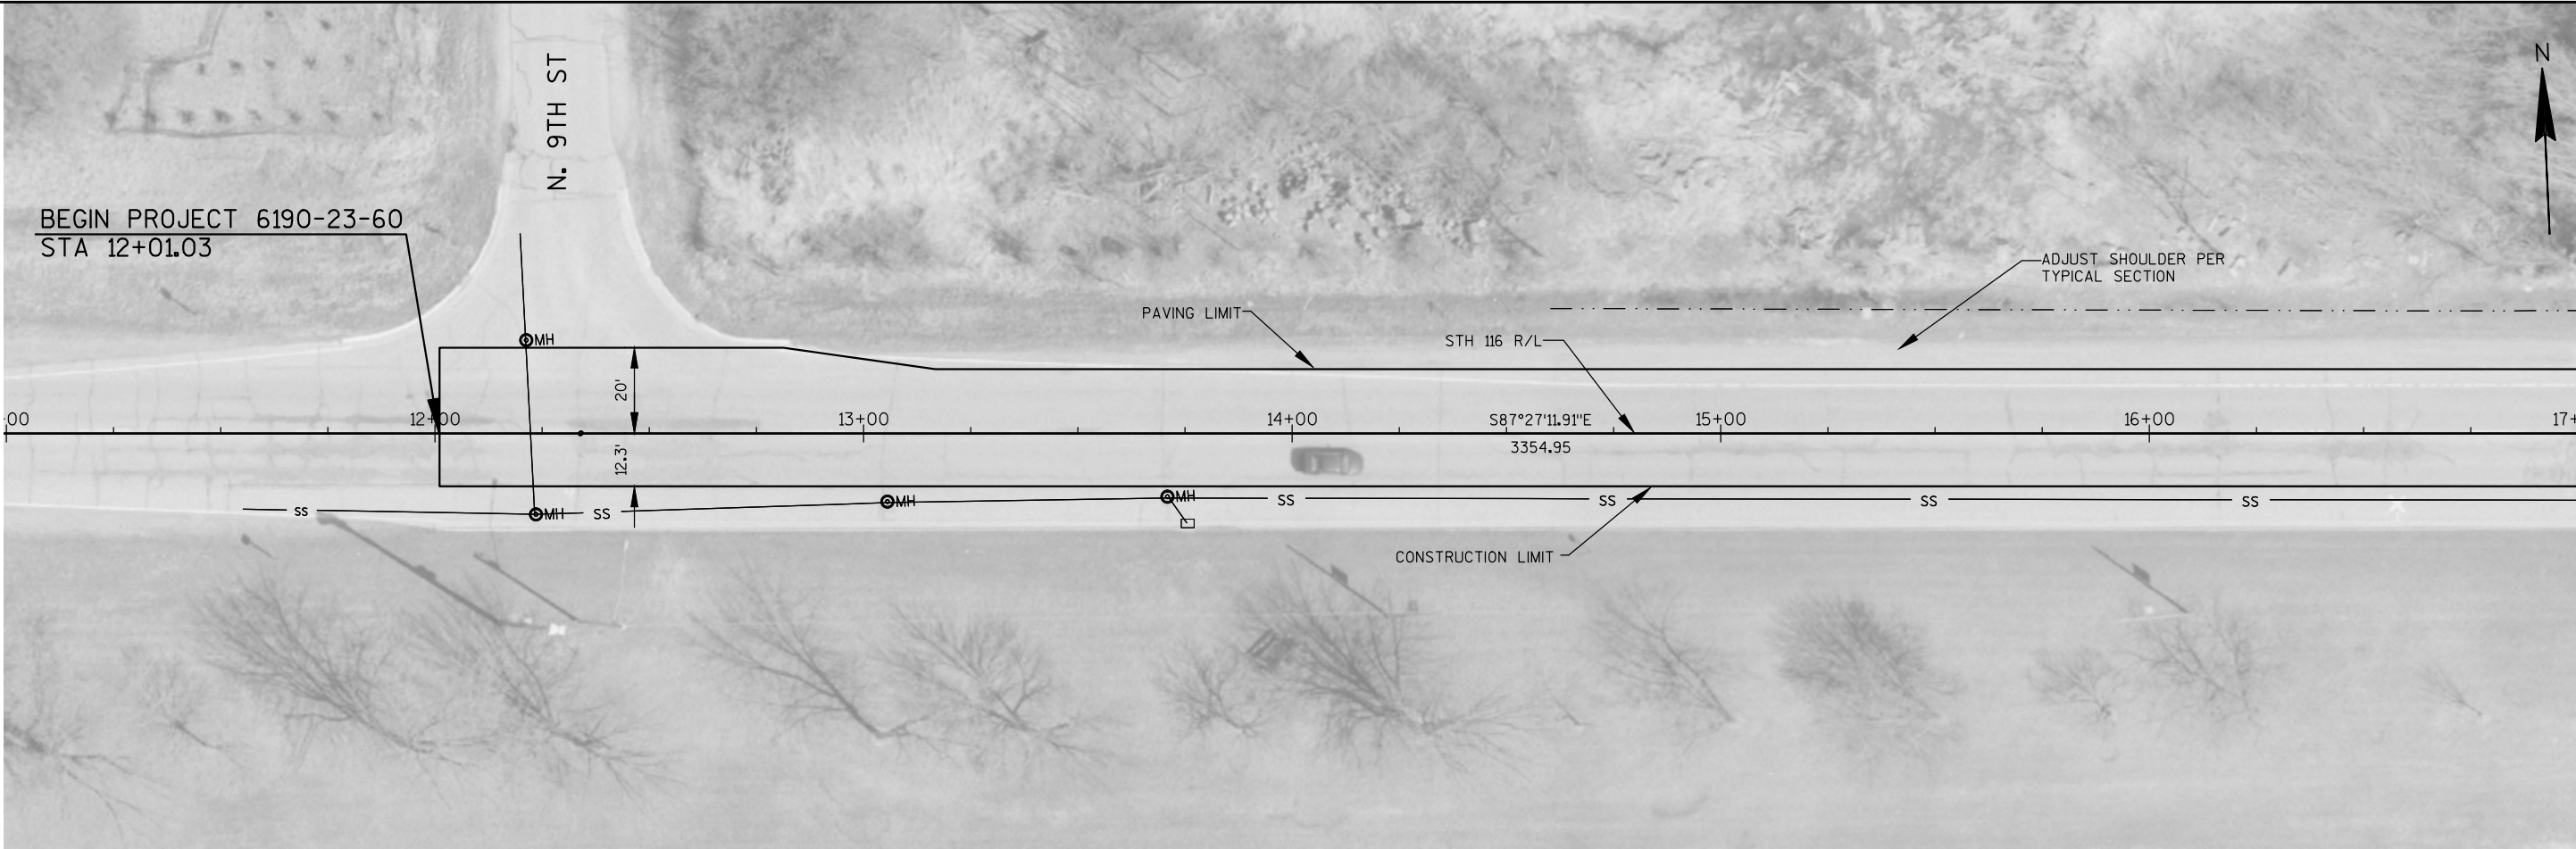 N
N. 9TH ST
BEGIN PROJECT 6190-23-60
STA 12+01.03
ADJUST SHOULDER PER
TYPICAL SECTION
PAVING LIMIT
STH 116 R/L
MH
20'
:00
12+00
13+00
14+00
S87°27'11.91"E
15+00
16+00
17+
3354.95
12.3'
SS
MH
SS
MH
MH
SS
SS
SS
SS
CONSTRUCTION LIMIT